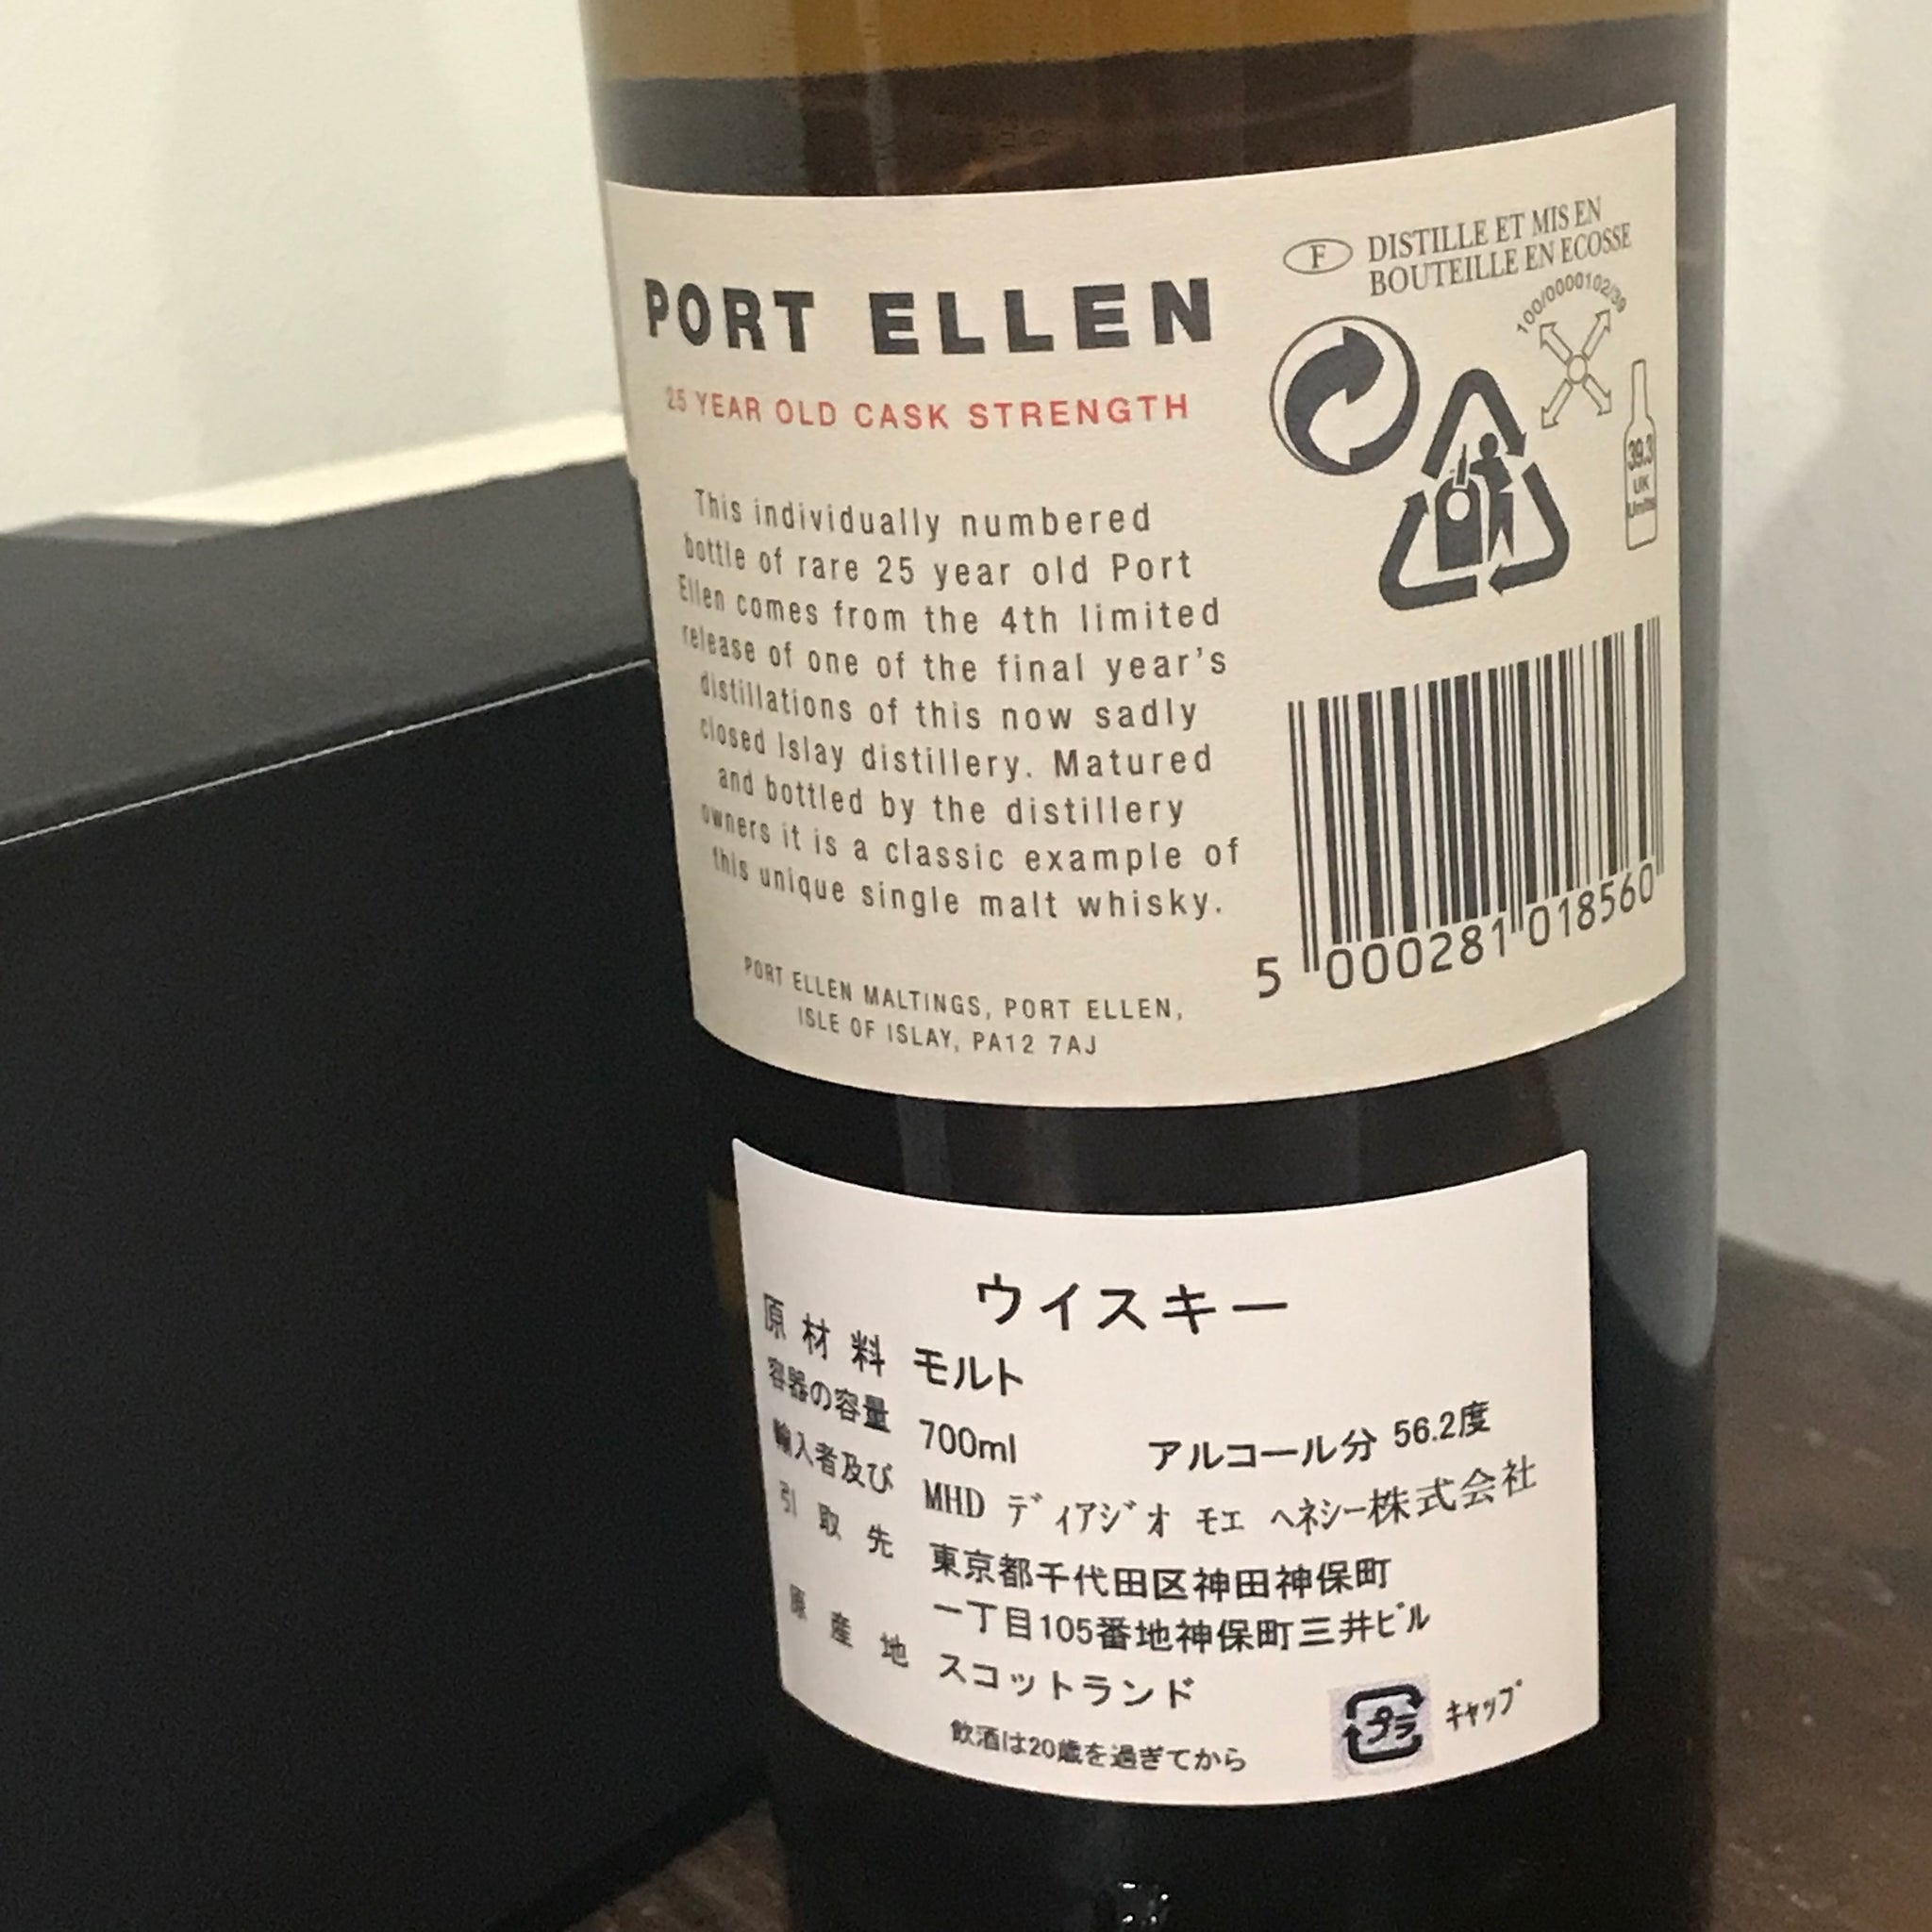 PORT ELLEN
25 YEAR OLD CASK STRENGTH
This individually numbered
bottle of rare 25 year old Port
Ellen comes from the 4th limited
release of one of the final year's
distillations of this now sadly
closed Islay distillery. Matured
and bottled by the distillery
owners it is a classic example of
this unique single malt whisky.
PORT ELLEN MALTINGS, PORT ELLEN,
ISLE OF ISLAY, PA12 7AJ
F DISTILLE ET MIS EN
BOUTEILLE EN ECOSSE
100/0000102/39
39.3
UK
Units
5 000281 018560
ウイスキー
原材料 モルト
容器の容量 700ml アルコール分 56.2度
輸入者及び MHD ディアジオ モエ ヘネシー株式会社
引取先 東京都千代田区神田神保町
一丁目105番地神保町三井ビル
原産地 スコットランド
飲酒は20歳を過ぎてから
プラ キャップ